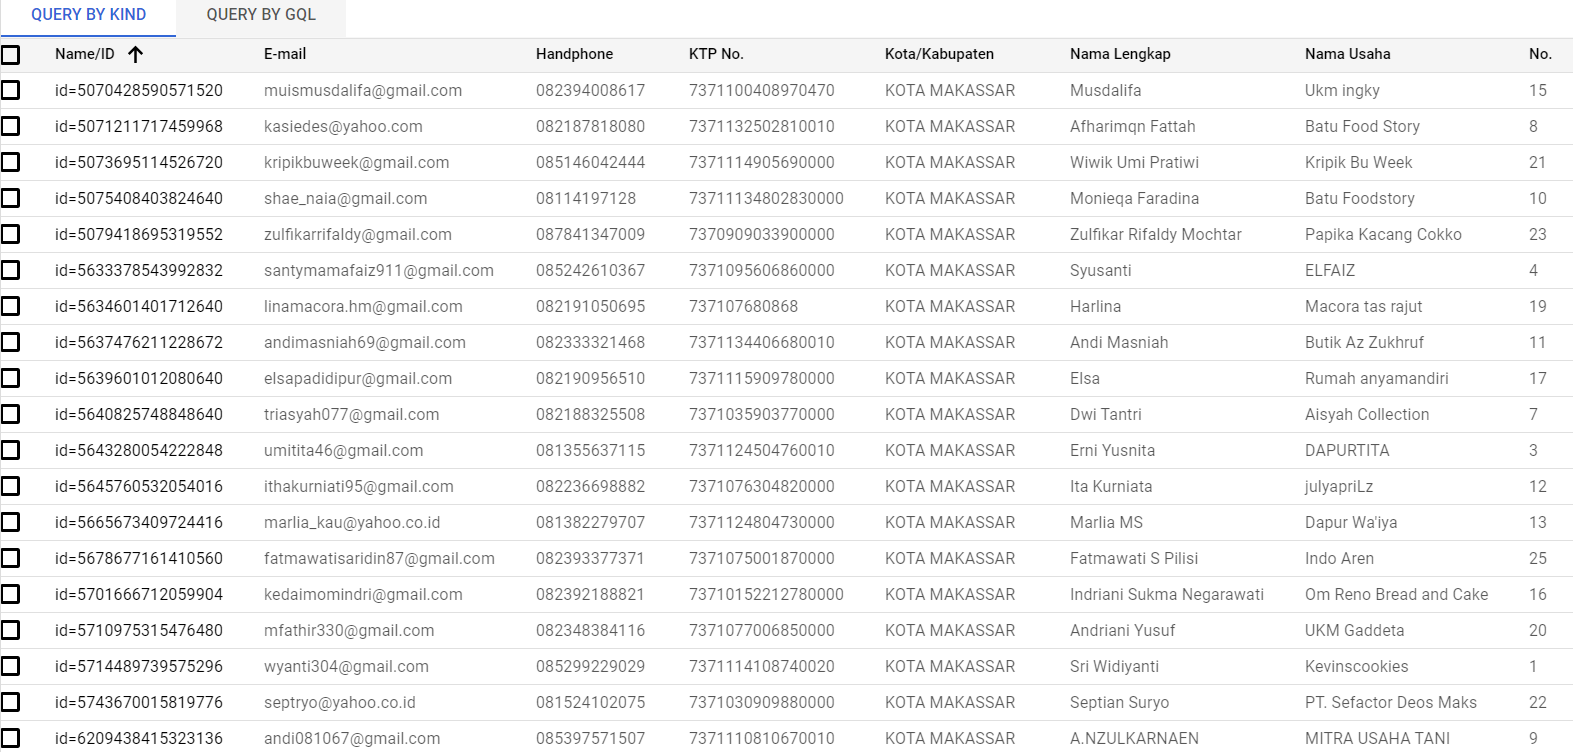 QUERY BY KIND QUERY BY GQL
Name/ID E-mail Handphone KTP No. Kota/Kabupaten Nama Lengkap Nama Usaha No.
id=5070428590571520 muismusdalifa@gmail.com 082394008617 7371100408970470 KOTA MAKASSAR Musdalifa Ukm ingky 15
id=5071211717459968 kasiedes@yahoo.com 082187818080 7371132502810010 KOTA MAKASSAR Afharimqn Fattah Batu Food Story 8
id=5073695114526720 kripikbuweek@gmail.com 085146042444 7371114905690000 KOTA MAKASSAR Wiwik Umi Pratiwi Kripik Bu Week 21
id=5075408403824640 shae_naia@gmail.com 08114197128 73711134802830000 KOTA MAKASSAR Monieqa Faradina Batu Foodstory 10
id=5079418695319552 zulfikarrifaldy@gmail.com 087841347009 7370909033900000 KOTA MAKASSAR Zulfikar Rifaldy Mochtar Papika Kacang Cokko 23
id=5633378543992832 santymamafaiz911@gmail.com 085242610367 7371095606860000 KOTA MAKASSAR Syusanti ELFAIZ 4
id=5634601401712640 linamacora.hm@gmail.com 082191050695 737107680868 KOTA MAKASSAR Harlina Macora tas rajut 19
id=5637476211228672 andimasniah69@gmail.com 082333321468 7371134406680010 KOTA MAKASSAR Andi Masniah Butik Az Zukhruf 11
id=5639601012080640 elsapadidipur@gmail.com 082190956510 7371115909780000 KOTA MAKASSAR Elsa Rumah anyamandiri 17
id=5640825748848640 triasyah077@gmail.com 082188325508 7371035903770000 KOTA MAKASSAR Dwi Tantri Aisyah Collection 7
id=5643280054222848 umitita46@gmail.com 081355637115 7371124504760010 KOTA MAKASSAR Erni Yusnita DAPURTITA 3
id=5645760532054016 ithakurniati95@gmail.com 082236698882 7371076304820000 KOTA MAKASSAR Ita Kurniata julyapriLz 12
id=5665673409724416 marlia_kau@yahoo.co.id 081382279707 7371124804730000 KOTA MAKASSAR Marlia MS Dapur Wa'iya 13
id=5678677161410560 fatmawatisaridin87@gmail.com 082393377371 7371075001870000 KOTA MAKASSAR Fatmawati S Pilisi Indo Aren 25
id=5701666712059904 kedaimomindri@gmail.com 082392188821 73710152212780000 KOTA MAKASSAR Indriani Sukma Negarawati Om Reno Bread and Cake 16
id=5710975315476480 mfathir330@gmail.com 082348384116 7371077006850000 KOTA MAKASSAR Andriani Yusuf UKM Gaddeta 20
id=5714489739575296 wyanti304@gmail.com 085299229029 7371114108740020 KOTA MAKASSAR Sri Widiyanti Kevinscookies 1
id=5743670015819776 septryo@yahoo.co.id 081524102075 7371030909880000 KOTA MAKASSAR Septian Suryo PT. Sefactor Deos Maks 22
id=6209438415323136 andi081067@gmail.com 085397571507 7371110810670010 KOTA MAKASSAR A.NZULKARNAEN MITRA USAHA TANI 9